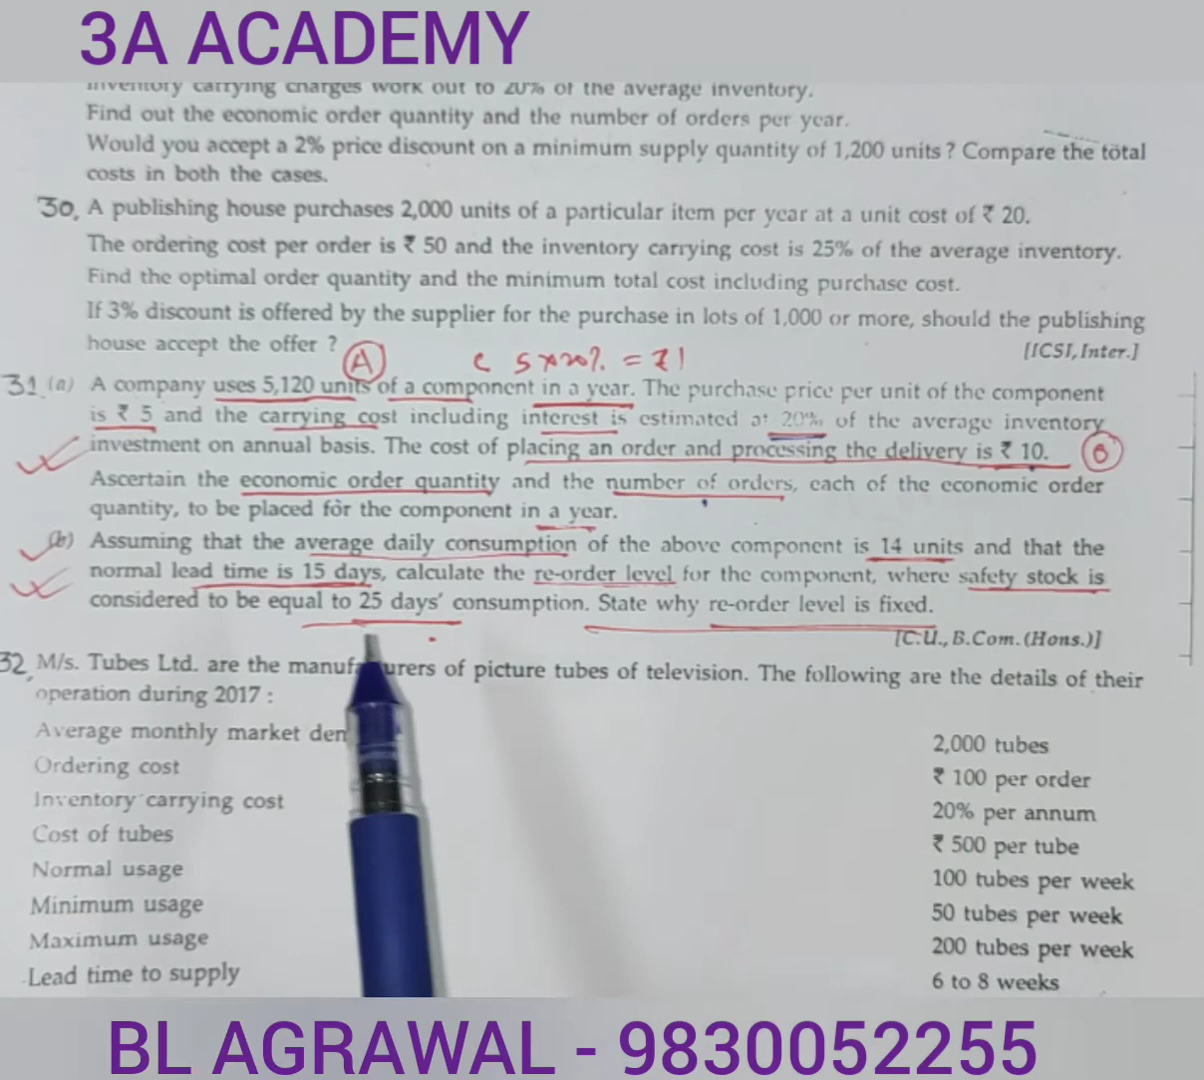 3A ACADEMY
inventory carrying charges work out to 20% of the average inventory.
Find out the economic order quantity and the number of orders per year.
Would you accept a 2% price discount on a minimum supply quantity of 1,200 units? Compare the total
costs in both the cases.
30. A publishing house purchases 2,000 units of a particular item per year at a unit cost of ₹ 20.
The ordering cost per order is ₹ 50 and the inventory carrying cost is 25% of the average inventory.
Find the optimal order quantity and the minimum total cost including purchase cost.
If 3% discount is offered by the supplier for the purchase in lots of 1,000 or more, should the publishing
house accept the offer ?
[ICSI, Inter.]
A C 5x20% = ₹1
31. (a) A company uses 5,120 units of a component in a year. The purchase price per unit of the component
is ₹ 5 and the carrying cost including interest is estimated at 20% of the average inventory
investment on annual basis. The cost of placing an order and processing the delivery is ₹ 10. O
Ascertain the economic order quantity and the number of orders, each of the economic order
quantity, to be placed for the component in a year.
(b) Assuming that the average daily consumption of the above component is 14 units and that the
normal lead time is 15 days, calculate the re-order level for the component, where safety stock is
considered to be equal to 25 days' consumption. State why re-order level is fixed.
[C.U., B.Com. (Hons.)]
32. M/s. Tubes Ltd. are the manufacturers of picture tubes of television. The following are the details of their
operation during 2017 :
Average monthly market dem 2,000 tubes
Ordering cost ₹ 100 per order
Inventory carrying cost 20% per annum
Cost of tubes ₹ 500 per tube
Normal usage 100 tubes per week
Minimum usage 50 tubes per week
Maximum usage 200 tubes per week
Lead time to supply 6 to 8 weeks
BL AGRAWAL - 9830052255